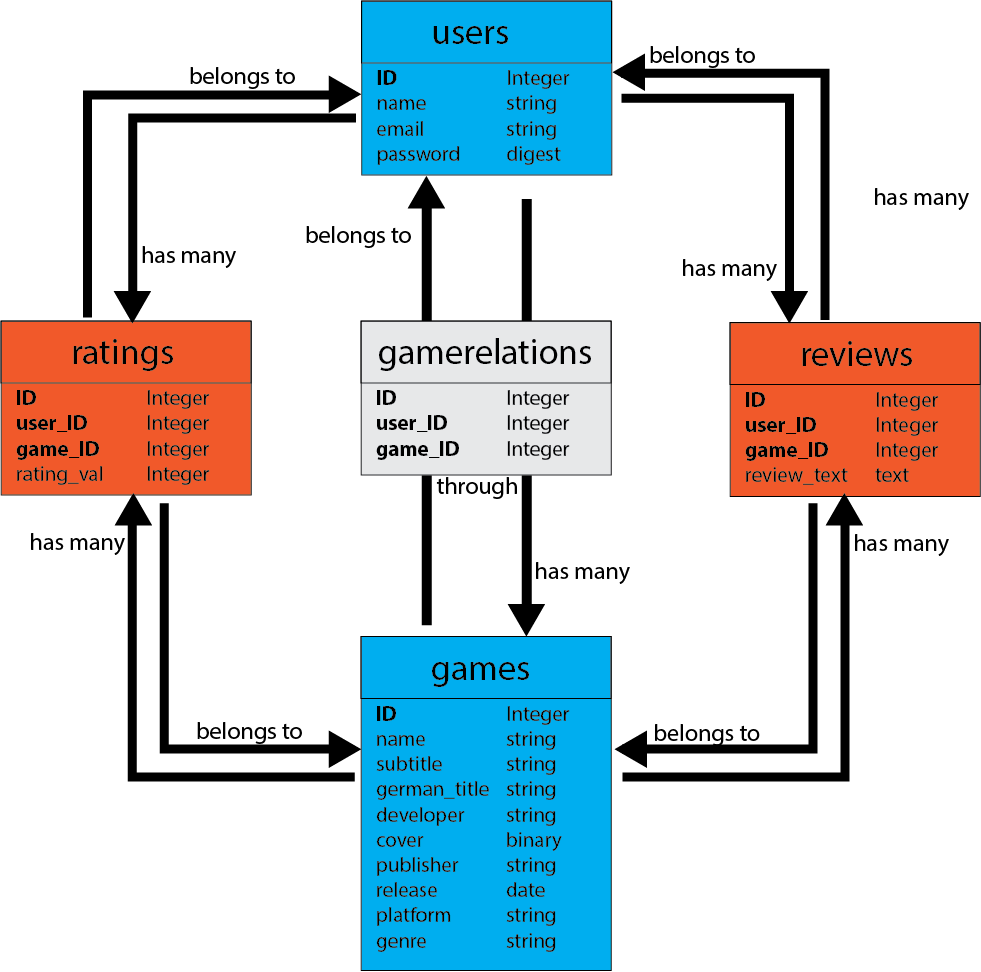 users
ID Integer
name string
email string
password digest
belongs to
belongs to
has many
belongs to
has many
has many
ratings
ID Integer
user_ID Integer
game_ID Integer
rating_val Integer
gamerelations
ID Integer
user_ID Integer
game_ID Integer
reviews
ID Integer
user_ID Integer
game_ID Integer
review_text text
through
has many
has many
has many
belongs to
belongs to
games
ID Integer
name string
subtitle string
german_title string
developer string
cover binary
publisher string
release date
platform string
genre string